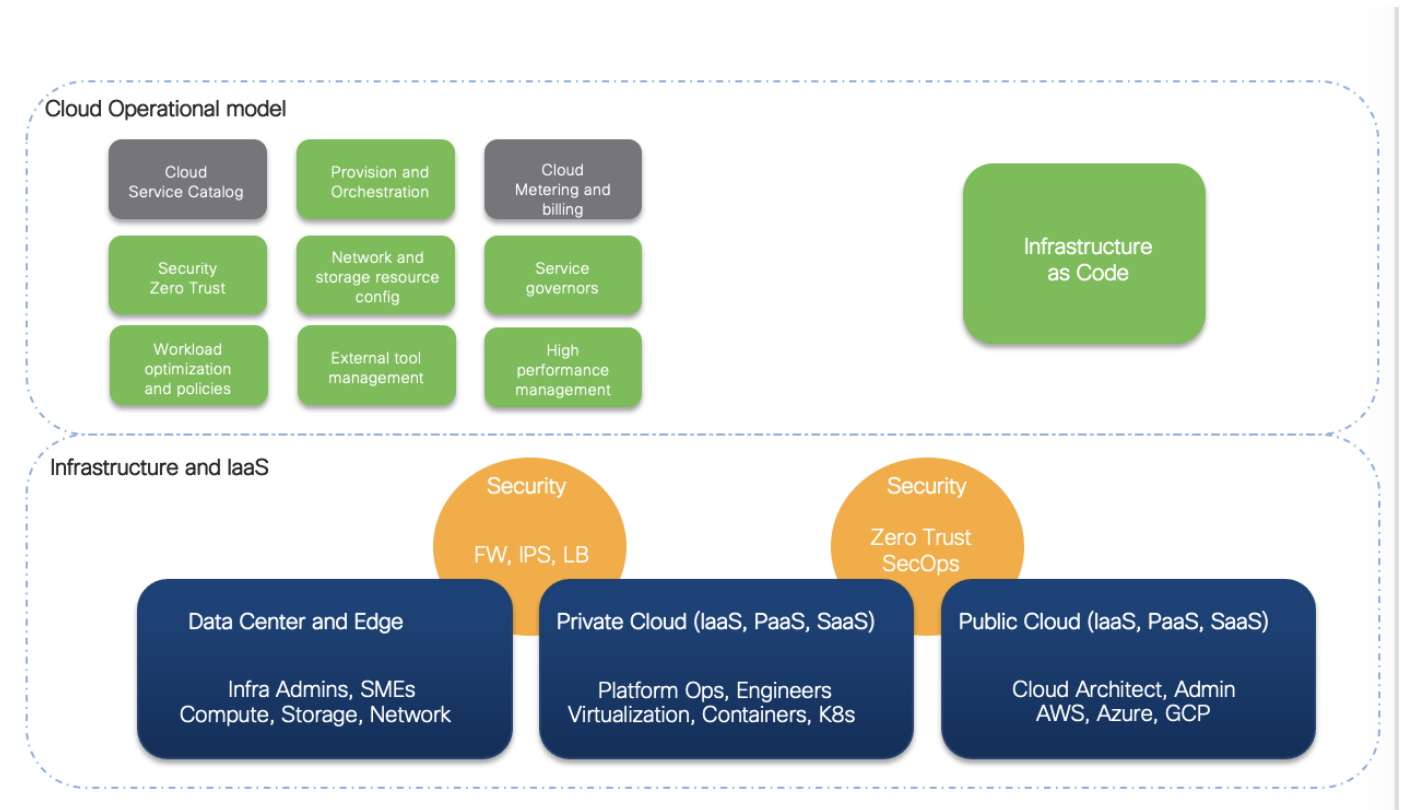 Cloud Operational model
Cloud
Service Catalog
Provision and
Orchestration
Cloud
Metering and
billing
Security
Zero Trust
Network and
storage resource
config
Service
governors
Workload
optimization
and policies
External tool
management
High
performance
management
Infrastructure
as Code
Infrastructure and IaaS
Security
FW, IPS, LB
Security
Zero Trust
SecOps
Data Center and Edge
Infra Admins, SMEs
Compute, Storage, Network
Private Cloud (IaaS, PaaS, SaaS)
Platform Ops, Engineers
Virtualization, Containers, K8s
Public Cloud (IaaS, PaaS, SaaS)
Cloud Architect, Admin
AWS, Azure, GCP